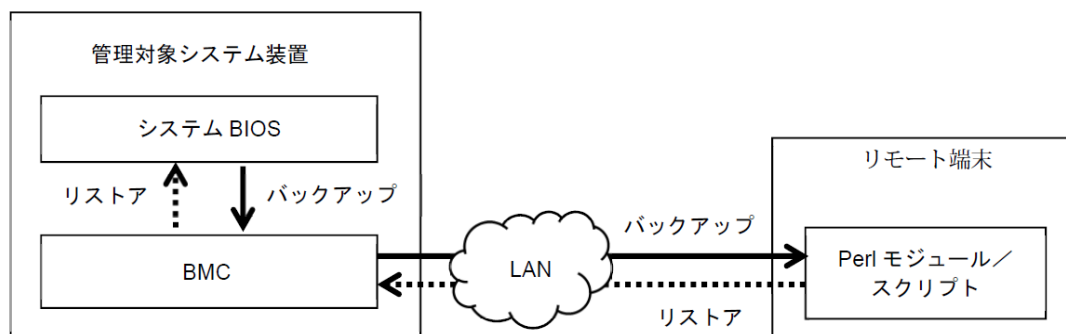 管理対象システム装置
システム BIOS
リストア
バックアップ
BMC
LAN
バックアップ
リストア
リモート端末
Perl モジュール／
スクリプト